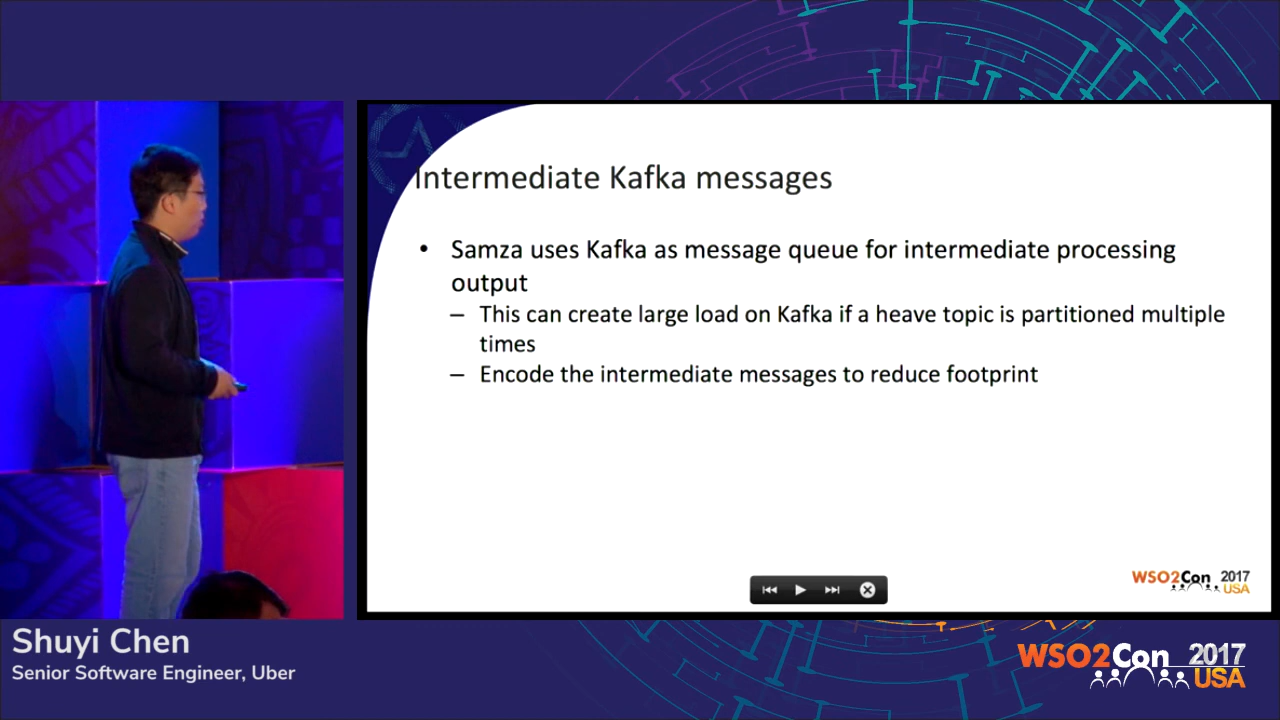 Intermediate Kafka messages
• Samza uses Kafka as message queue for intermediate processing
output
– This can create large load on Kafka if a heave topic is partitioned multiple
times
– Encode the intermediate messages to reduce footprint
WSO2Con 2017
USA
Shuyi Chen
Senior Software Engineer, Uber
WSO2Con 2017
USA